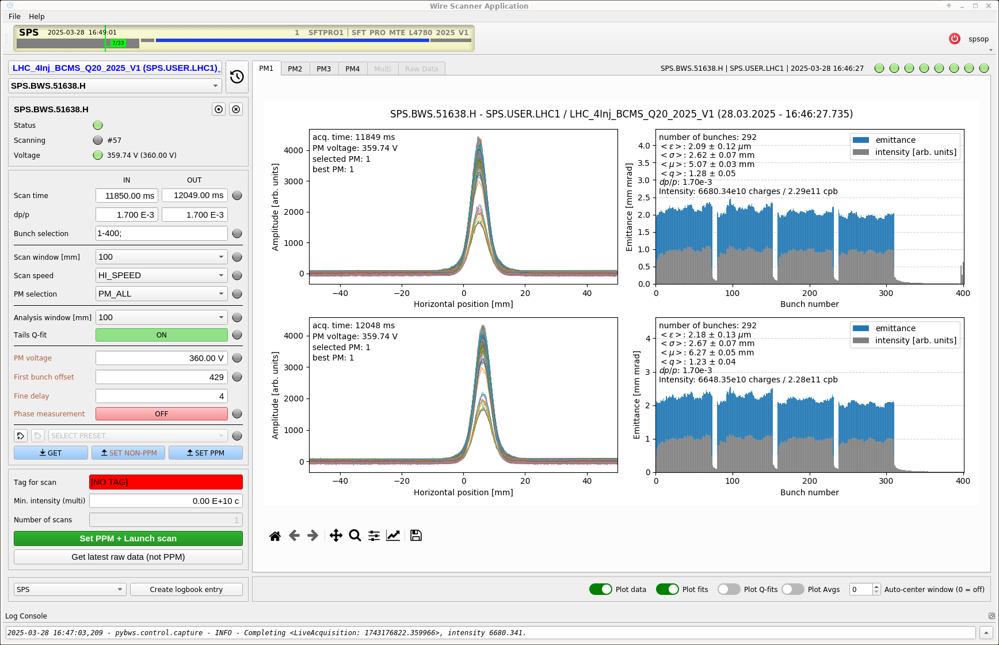 Wire Scanner Application
File Help
SPS 2025-03-28 16:49:01 1 SFTPRO1 | SFT PRO MTE L4780 2025 V1
7/33
spsop
LHC_4Inj_BCMS_Q20_2025_V1 (SPS.USER.LHC1)
SPS.BWS.51638.H
SPS.BWS.51638.H
Status
Scanning #57
Voltage 359.74 V (360.00 V)
IN OUT
Scan time 11850.00 ms 12049.00 ms
dp/p 1.700 E-3 1.700 E-3
Bunch selection 1-400;
Scan window [mm] 100
Scan speed HI_SPEED
PM selection PM_ALL
Analysis window [mm] 100
Tails Q-fit ON
PM voltage 360.00 V
First bunch offset 429
Fine delay 4
Phase measurement OFF
SELECT PRESET
GET SET NON-PPM SET PPM
Tag for scan [NO TAG]
Min. intensity (multi) 0.00 E+10 c
Number of scans 1
Set PPM + Launch scan
Get latest raw data (not PPM)
SPS Create logbook entry
PM1 PM2 PM3 PM4 Multi Raw Data
SPS.BWS.51638.H | SPS.USER.LHC1 | 2025-03-28 16:46:27
SPS.BWS.51638.H - SPS.USER.LHC1 / LHC_4Inj_BCMS_Q20_2025_V1 (28.03.2025 - 16:46:27.735)
acq. time: 11849 ms
PM voltage: 359.74 V
selected PM: 1
best PM: 1
Amplitude [arb. units]
4000
3000
2000
1000
0
−40 −20 0 20 40
Horizontal position [mm]
number of bunches: 292
<ε>: 2.09 ± 0.12 μm
<σ>: 2.62 ± 0.07 mm
<μ>: 5.07 ± 0.03 mm
<q>: 1.28 ± 0.05
dp/p: 1.70e-3
Intensity: 6680.34e10 charges / 2.29e11 cpb
emittance
intensity [arb. units]
Emittance [mm mrad]
4.0
3.5
3.0
2.5
2.0
1.5
1.0
0.5
0.0
0 100 200 300 400
Bunch number
acq. time: 12048 ms
PM voltage: 359.74 V
selected PM: 1
best PM: 1
Amplitude [arb. units]
4000
3000
2000
1000
0
−40 −20 0 20 40
Horizontal position [mm]
number of bunches: 292
<ε>: 2.18 ± 0.13 μm
<σ>: 2.67 ± 0.07 mm
<μ>: 6.27 ± 0.05 mm
<q>: 1.23 ± 0.04
dp/p: 1.70e-3
Intensity: 6648.35e10 charges / 2.28e11 cpb
emittance
intensity [arb. units]
Emittance [mm mrad]
4
3
2
1
0
0 100 200 300 400
Bunch number
Plot data Plot fits Plot Q-fits Plot Avgs 0 Auto-center window (0 = off)
Log Console
2025-03-28 16:47:03,209 - pybws.control.capture - INFO - Completing <LiveAcquisition: 1743176822.359966>, intensity 6680.341.